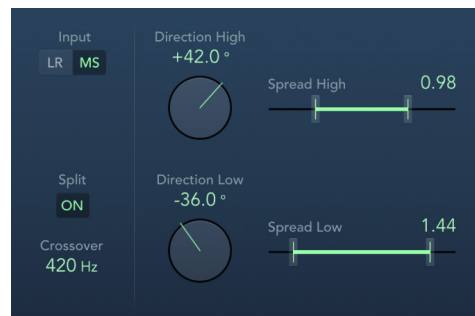 Input
LR MS
Direction High
+42.0 °
Spread High 0.98
Split
ON
Direction Low
-36.0 °
Spread Low 1.44
Crossover
420 Hz